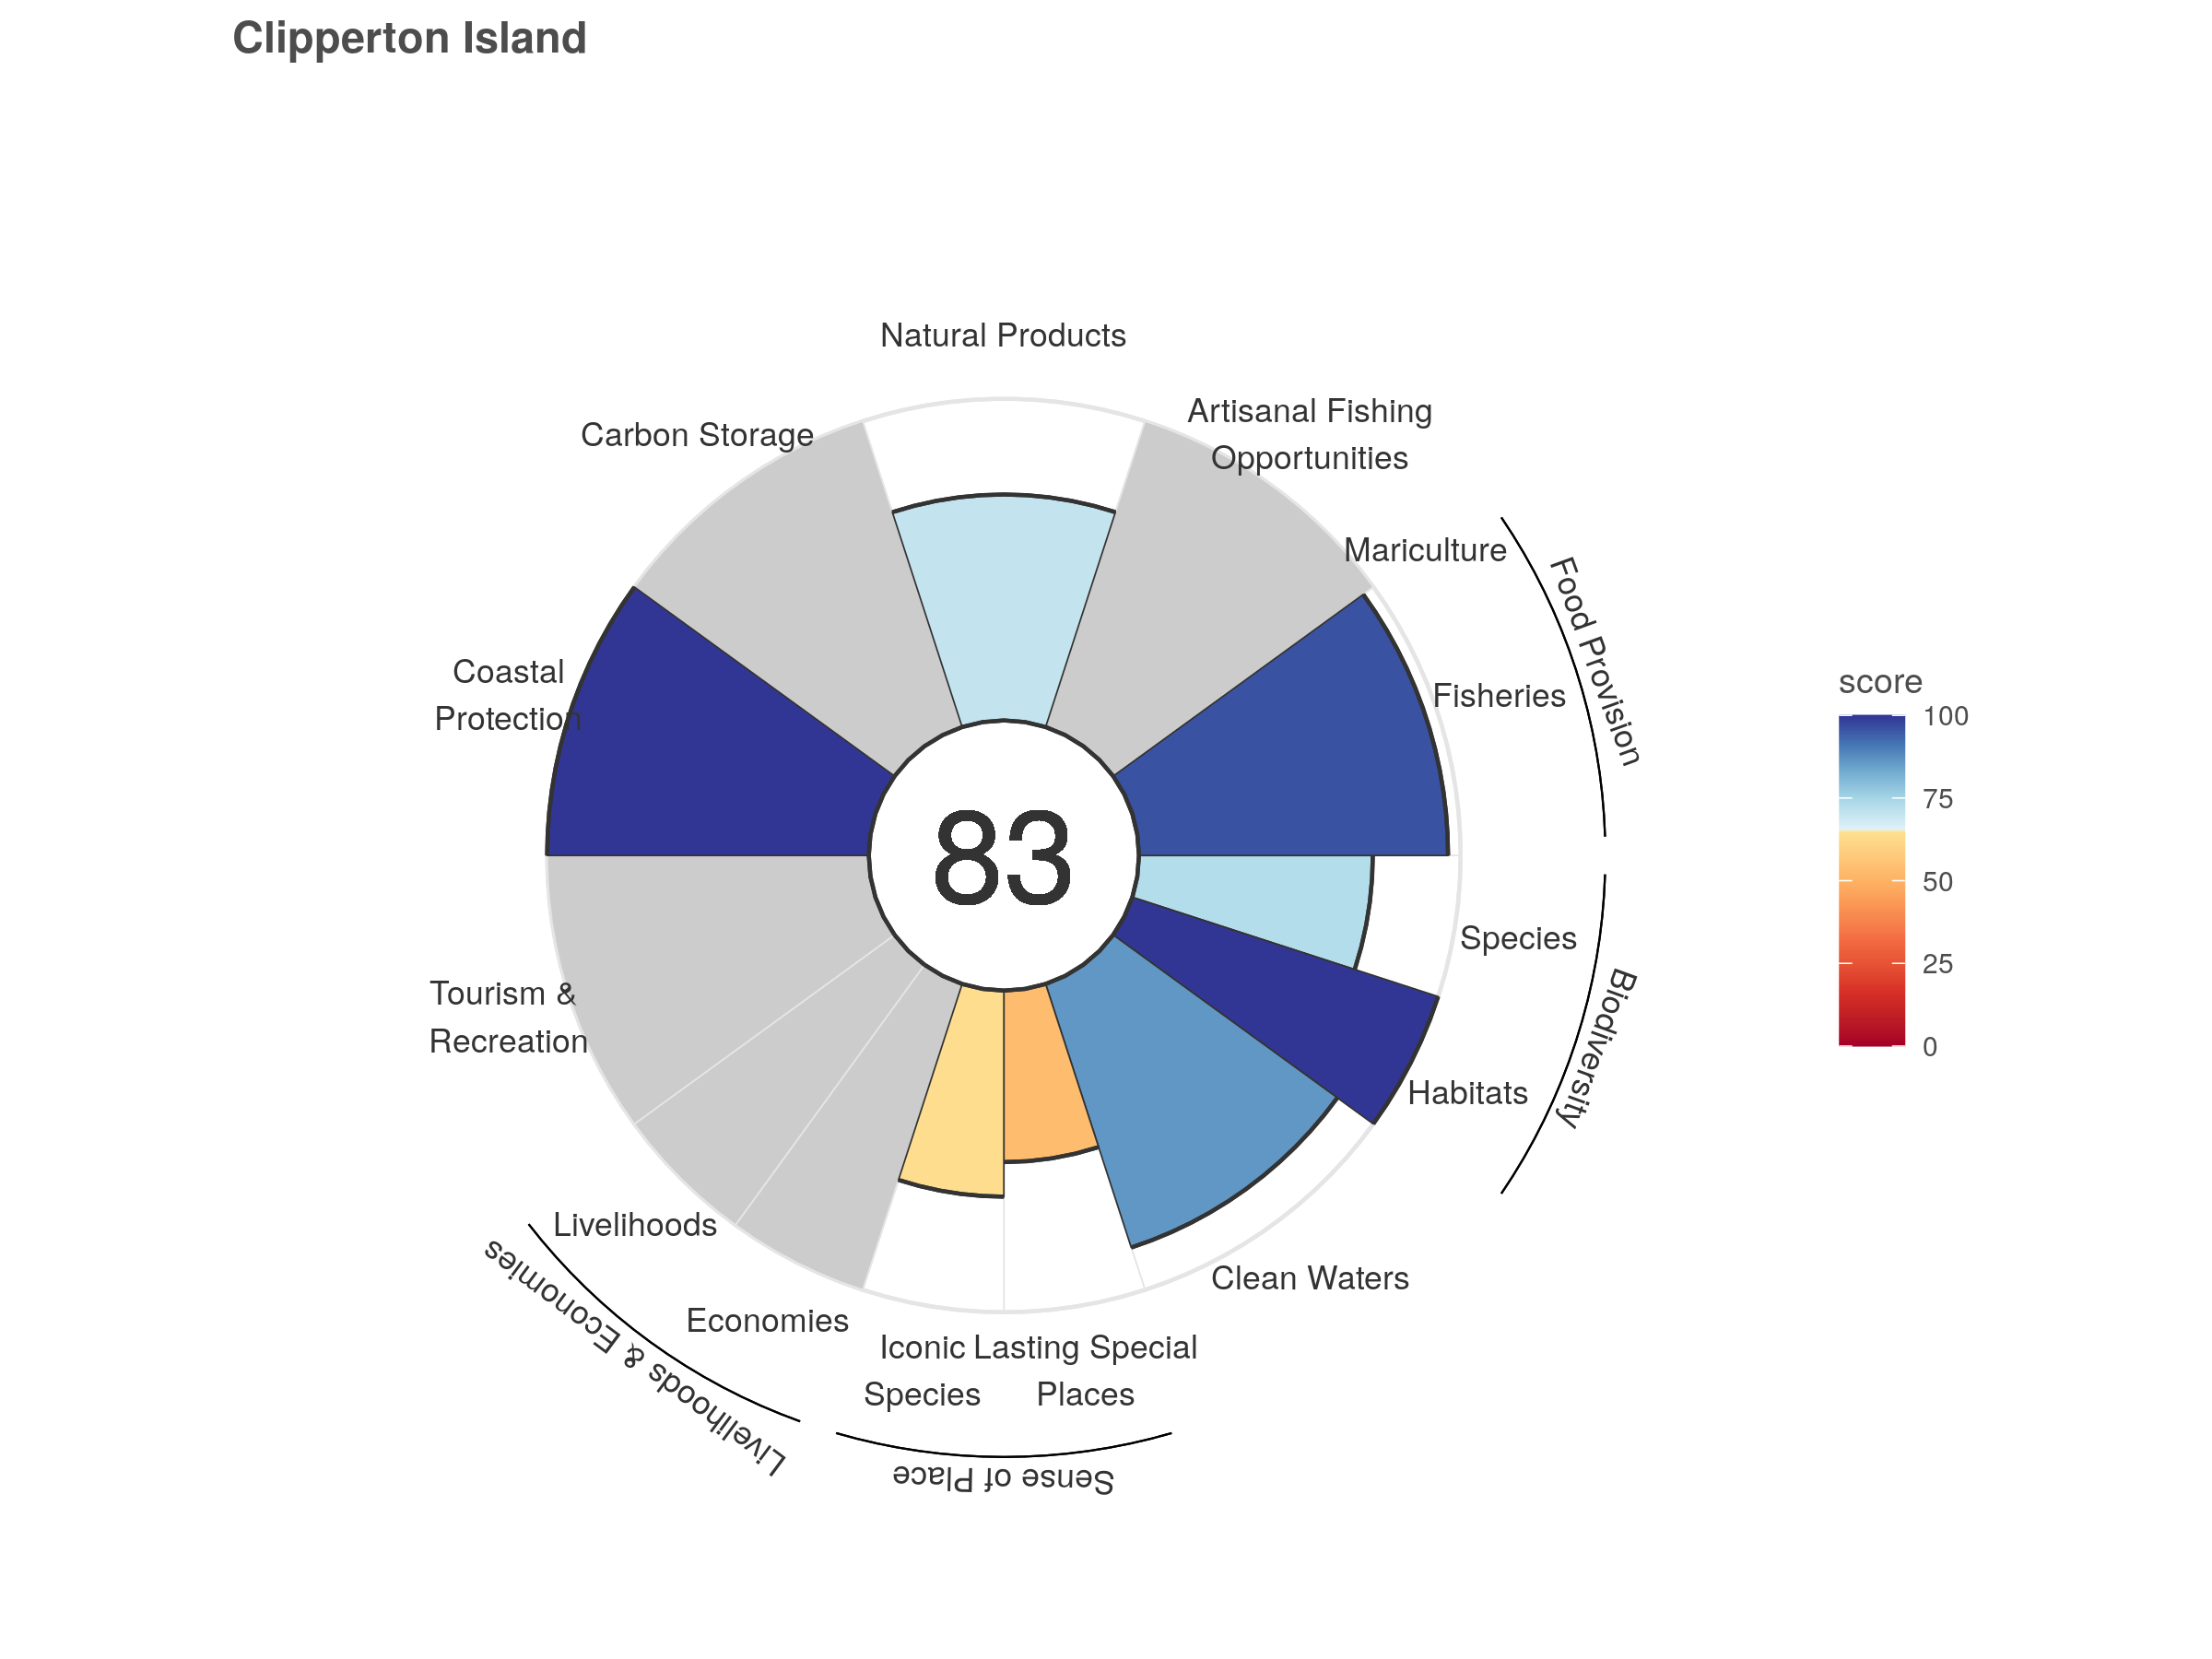 Clipperton Island
Natural Products
Artisanal Fishing
Opportunities
Carbon Storage
Mariculture
Food Provision
Fisheries
Coastal
Protection
83
Species
Biodiversity
Habitats
Tourism &
Recreation
Livelihoods
Livelihoods & Economies
Economies
Clean Waters
Iconic
Species
Lasting Special
Places
Sense of Place
score
100
75
50
25
0